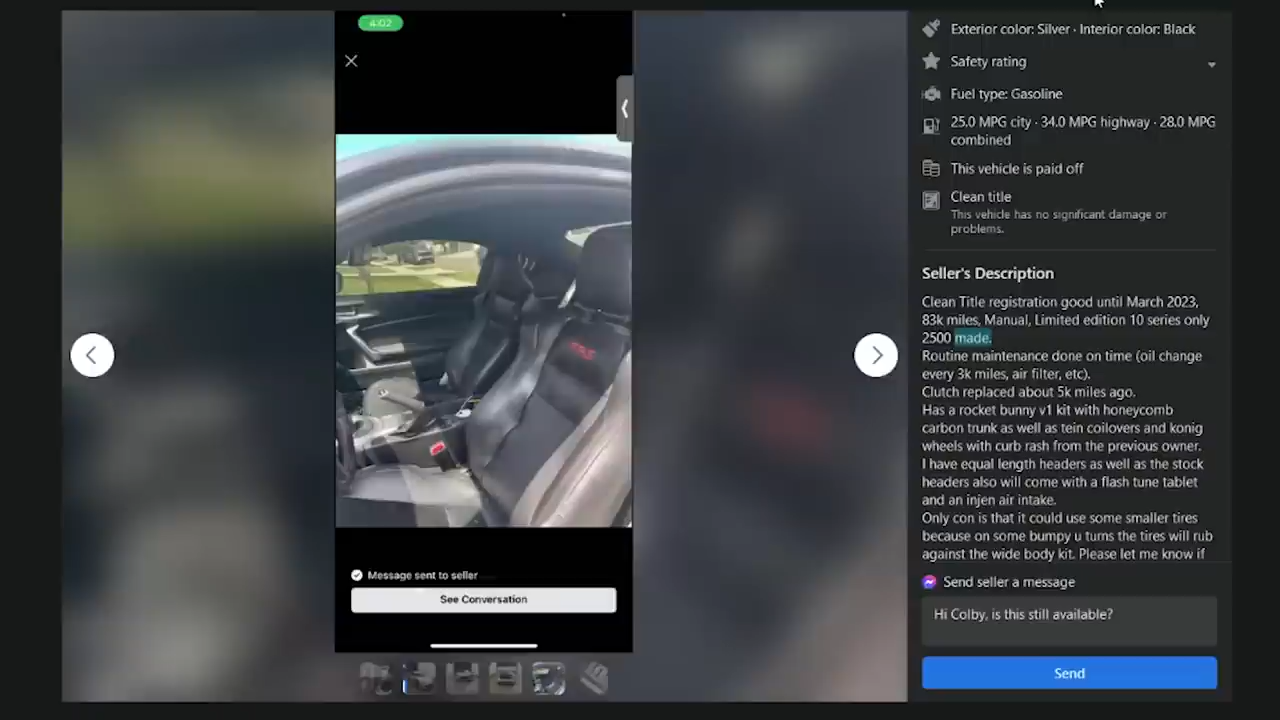 4:02
Message sent to seller
See Conversation
Exterior color: Silver · Interior color: Black
Safety rating
Fuel type: Gasoline
25.0 MPG city · 34.0 MPG highway · 28.0 MPG
combined
This vehicle is paid off
Clean title
This vehicle has no significant damage or
problems.
Seller's Description
Clean Title registration good until March 2023,
83k miles, Manual, Limited edition 10 series only
2500 made.
Routine maintenance done on time (oil change
every 3k miles, air filter, etc).
Clutch replaced about 5k miles ago.
Has a rocket bunny v1 kit with honeycomb
carbon trunk as well as tein coilovers and konig
wheels with curb rash from the previous owner.
I have equal length headers as well as the stock
headers also will come with a flash tune tablet
and an injen air intake.
Only con is that it could use some smaller tires
because on some bumpy u turns the tires will rub
against the wide body kit. Please let me know if
Send seller a message
Hi Colby, is this still available?
Send